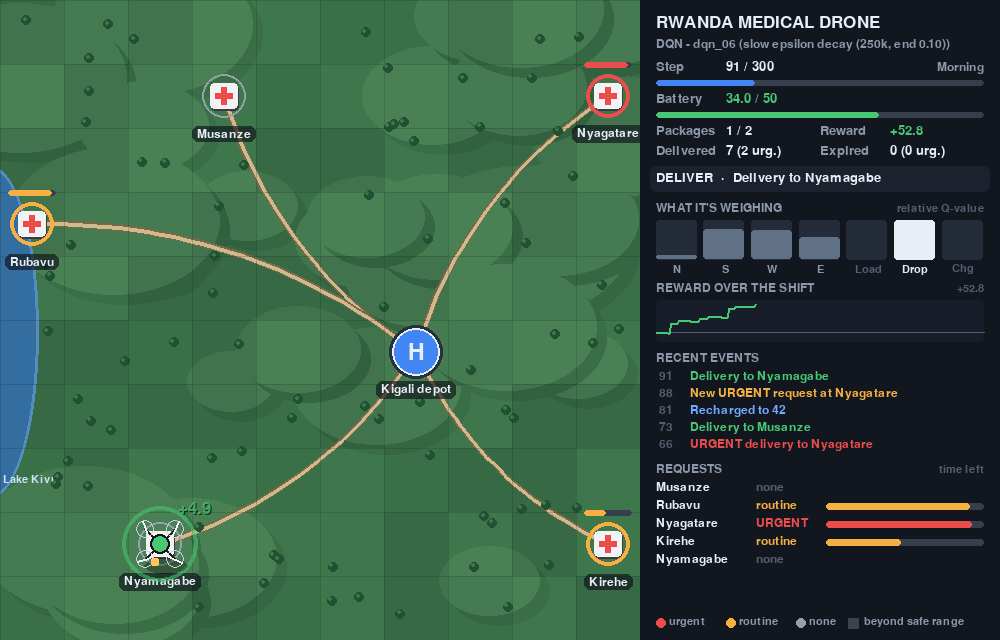 Musanze
Nyagatare
Rubavu
H
Kigali depot
Lake Kivu
+4.9
Nyamagabe
Kirehe
RWANDA MEDICAL DRONE
DQN - dqn_06 (slow epsilon decay (250k, end 0.10))
Step 91 / 300 Morning
Battery 34.0 / 50
Packages 1 / 2 Reward +52.8
Delivered 7 (2 urg.) Expired 0 (0 urg.)
DELIVER · Delivery to Nyamagabe
WHAT IT'S WEIGHING relative Q-value
N S W E Load Drop Chg
REWARD OVER THE SHIFT +52.8
RECENT EVENTS
91 Delivery to Nyamagabe
88 New URGENT request at Nyagatare
81 Recharged to 42
73 Delivery to Musanze
66 URGENT delivery to Nyagatare
REQUESTS time left
Musanze none
Rubavu routine
Nyagatare URGENT
Kirehe routine
Nyamagabe none
urgent routine none beyond safe range